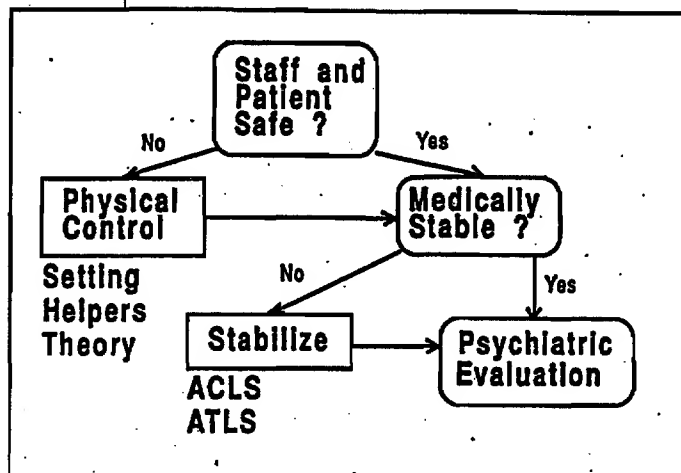 Staff and
Patient
Safe ?
No
Yes
Physical
Control
Medically
Stable ?
Setting
Helpers
Theory
No
Yes
Stabilize
Psychiatric
Evaluation
ACLS
ATLS